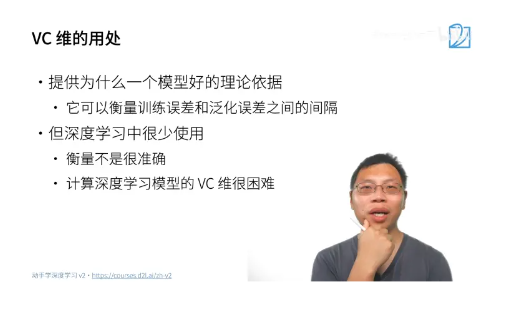 VC 维的用处
• 提供为什么一个模型好的理论依据
• 它可以衡量训练误差和泛化误差之间的间隔
• 但深度学习中很少使用
• 衡量不是很准确
• 计算深度学习模型的 VC 维很困难
动手学深度学习 v2 • https://courses.d2l.ai/zh-v2